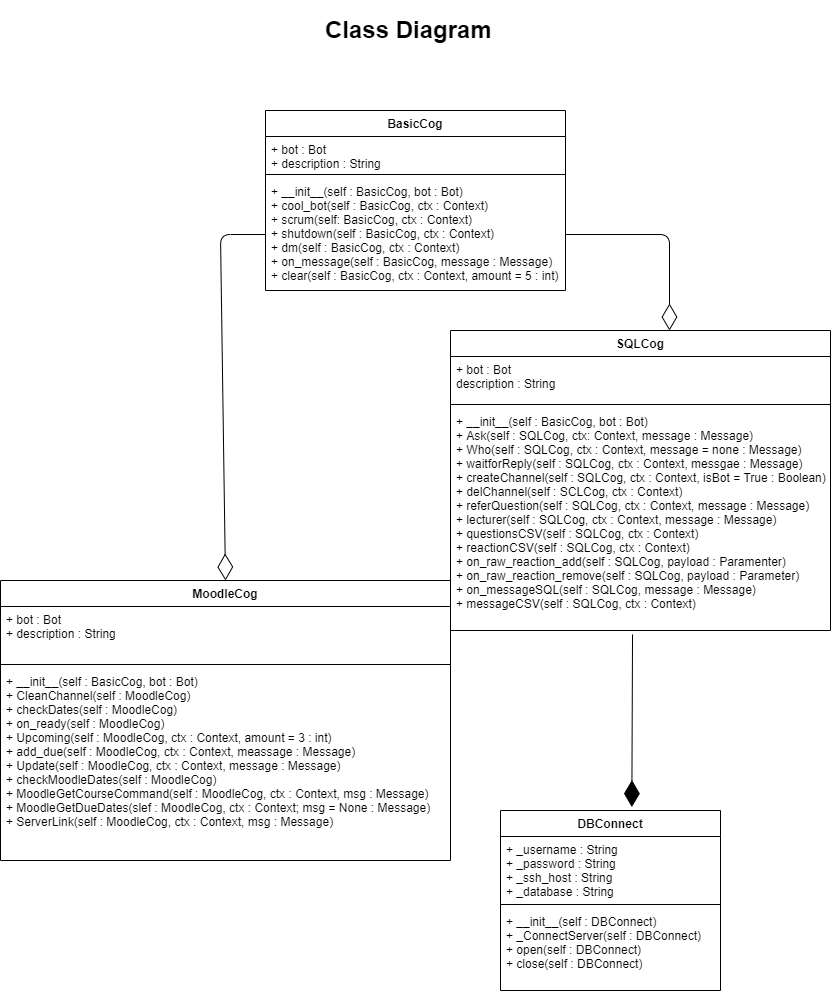 Class Diagram
BasicCog
+ bot : Bot
+ description : String
+ __init__(self : BasicCog, bot : Bot)
+ cool_bot(self : BasicCog, ctx : Context)
+ scrum(self: BasicCog, ctx : Context)
+ shutdown(self : BasicCog, ctx : Context)
+ dm(self : BasicCog, ctx : Context)
+ on_message(self : BasicCog, message : Message)
+ clear(self : BasicCog, ctx : Context, amount = 5 : int)
SQLCog
+ bot : Bot
description : String
+ __init__(self : BasicCog, bot : Bot)
+ Ask(self : SQLCog, ctx: Context, message : Message)
+ Who(self : SQLCog, ctx : Context, message = none : Message)
+ waitforReply(self : SQLCog, ctx : Context, messgae : Message)
+ createChannel(self : SQLCog, ctx : Context, isBot = True : Boolean)
+ delChannel(self : SCLCog, ctx : Context)
+ referQuestion(self : SQLCog, ctx : Context, message : Message)
+ lecturer(self : SQLCog, ctx : Context, message : Message)
+ questionsCSV(self : SQLCog, ctx : Context)
+ reactionCSV(self : SQLCog, ctx : Context)
+ on_raw_reaction_add(self : SQLCog, payload : Paramenter)
+ on_raw_reaction_remove(self : SQLCog, payload : Parameter)
+ on_messageSQL(self : SQLCog, message : Message)
+ messageCSV(self : SQLCog, ctx : Context)
MoodleCog
+ bot : Bot
+ description : String
+ __init__(self : BasicCog, bot : Bot)
+ CleanChannel(self : MoodleCog)
+ checkDates(self : MoodleCog)
+ on_ready(self : MoodleCog)
+ Upcoming(self : MoodleCog, ctx : Context, amount = 3 : int)
+ add_due(self : MoodleCog, ctx : Context, meassage : Message)
+ Update(self : MoodleCog, ctx : Context, message : Message)
+ checkMoodleDates(self : MoodleCog)
+ MoodleGetCourseCommand(self : MoodleCog, ctx : Context, msg : Message)
+ MoodleGetDueDates(slef : MoodleCog, ctx : Context; msg = None : Message)
+ ServerLink(self : MoodleCog, ctx : Context, msg : Message)
DBConnect
+ _username : String
+ _password : String
+ _ssh_host : String
+ _database : String
+ __init__(self : DBConnect)
+ _ConnectServer(self : DBConnect)
+ open(self : DBConnect)
+ close(self : DBConnect)